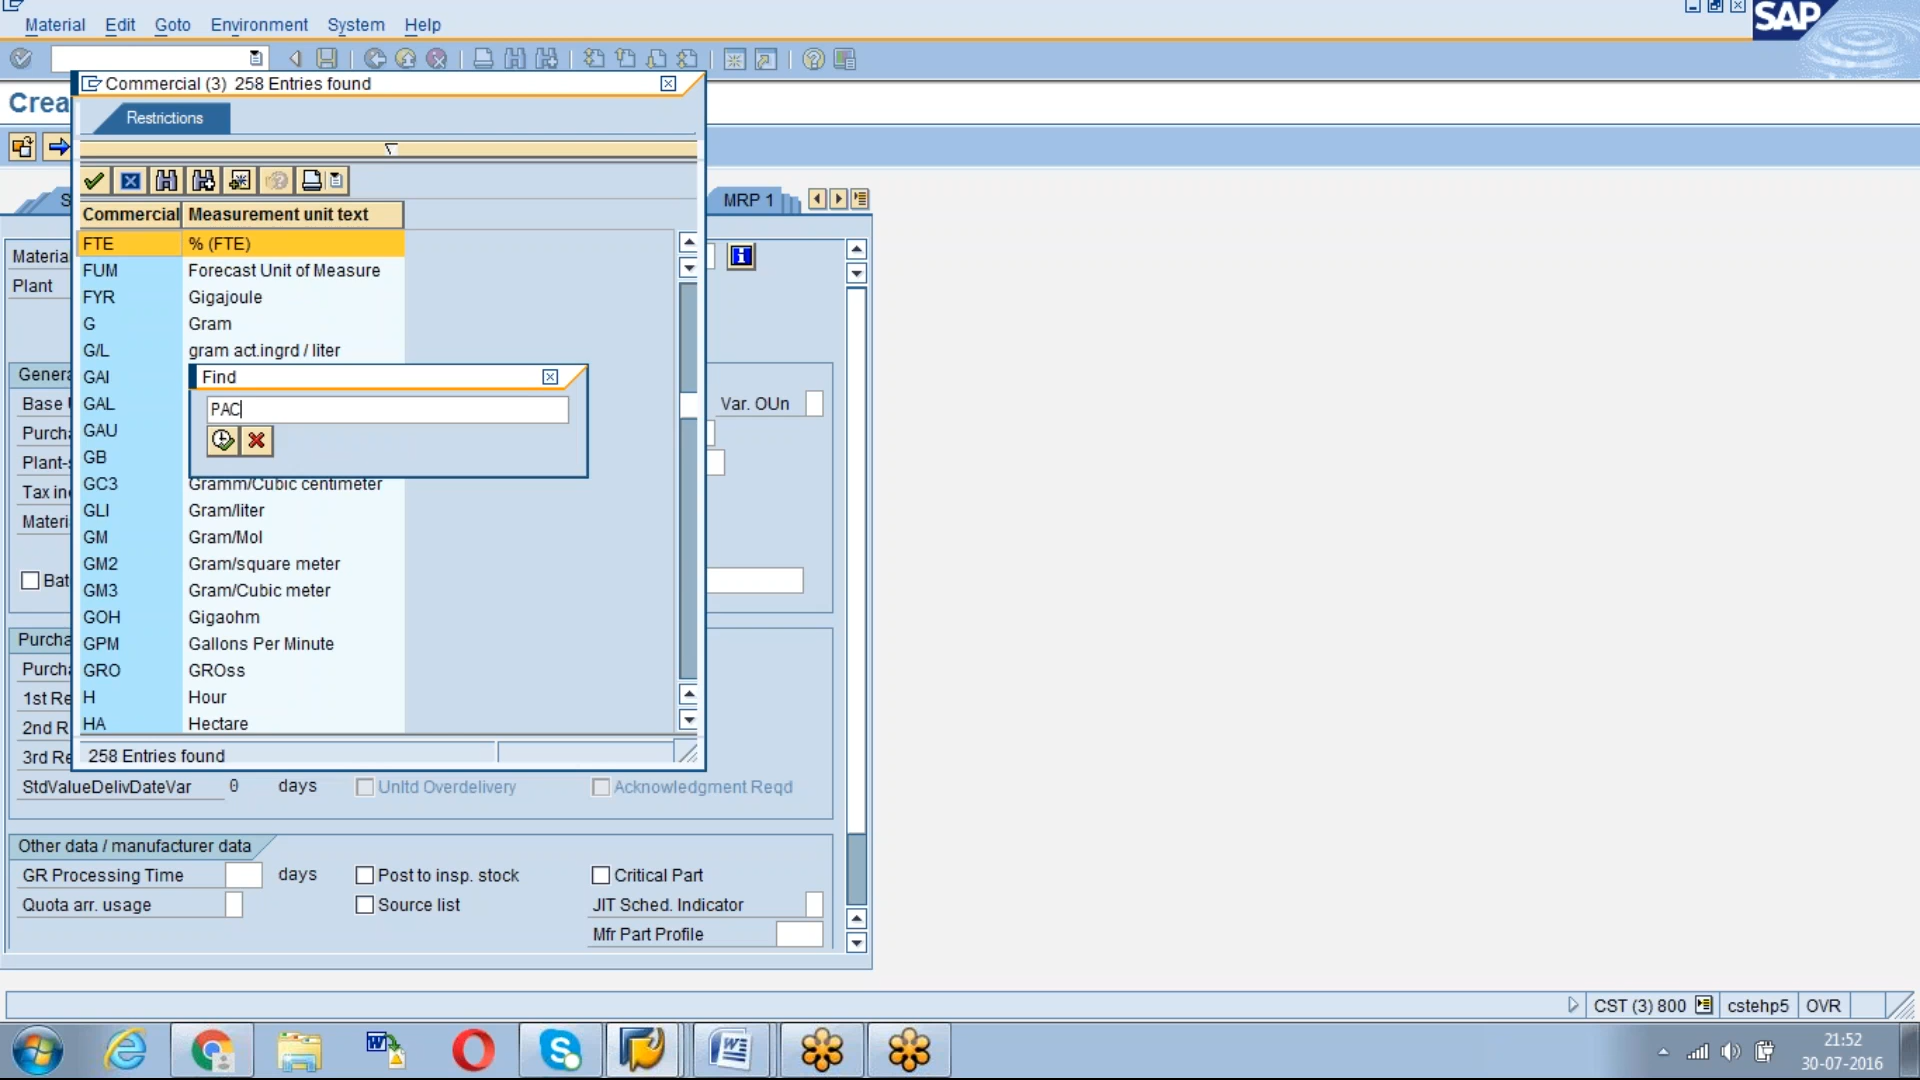 Material Edit Goto Environment System Help
SAP
Commercial (3) 258 Entries found
Crea
Restrictions
S
MRP 1
Commercial Measurement unit text
FTE % (FTE)
FUM Forecast Unit of Measure
FYR Gigajoule
G Gram
G/L gram act.ingrd / liter
GAI
GAL
GAU
GB
GC3 Gramm/Cubic centimeter
GLI Gram/liter
GM Gram/Mol
GM2 Gram/square meter
GM3 Gram/Cubic meter
GOH Gigaohm
GPM Gallons Per Minute
GRO GROss
H Hour
HA Hectare
258 Entries found
Find
PAC
Materia
Plant
Genera
Base U
Var. OUn
Purcha
Plant-s
Tax in
Materi
Bat
Purcha
Purcha
1st Re
2nd R
3rd Re
StdValueDelivDateVar 0 days Unltd Overdelivery Acknowledgment Reqd
Other data / manufacturer data
GR Processing Time days Post to insp. stock Critical Part
Quota arr. usage Source list JIT Sched. Indicator
Mfr Part Profile
CST (3) 800 cstehp5 OVR
21:52
30-07-2016